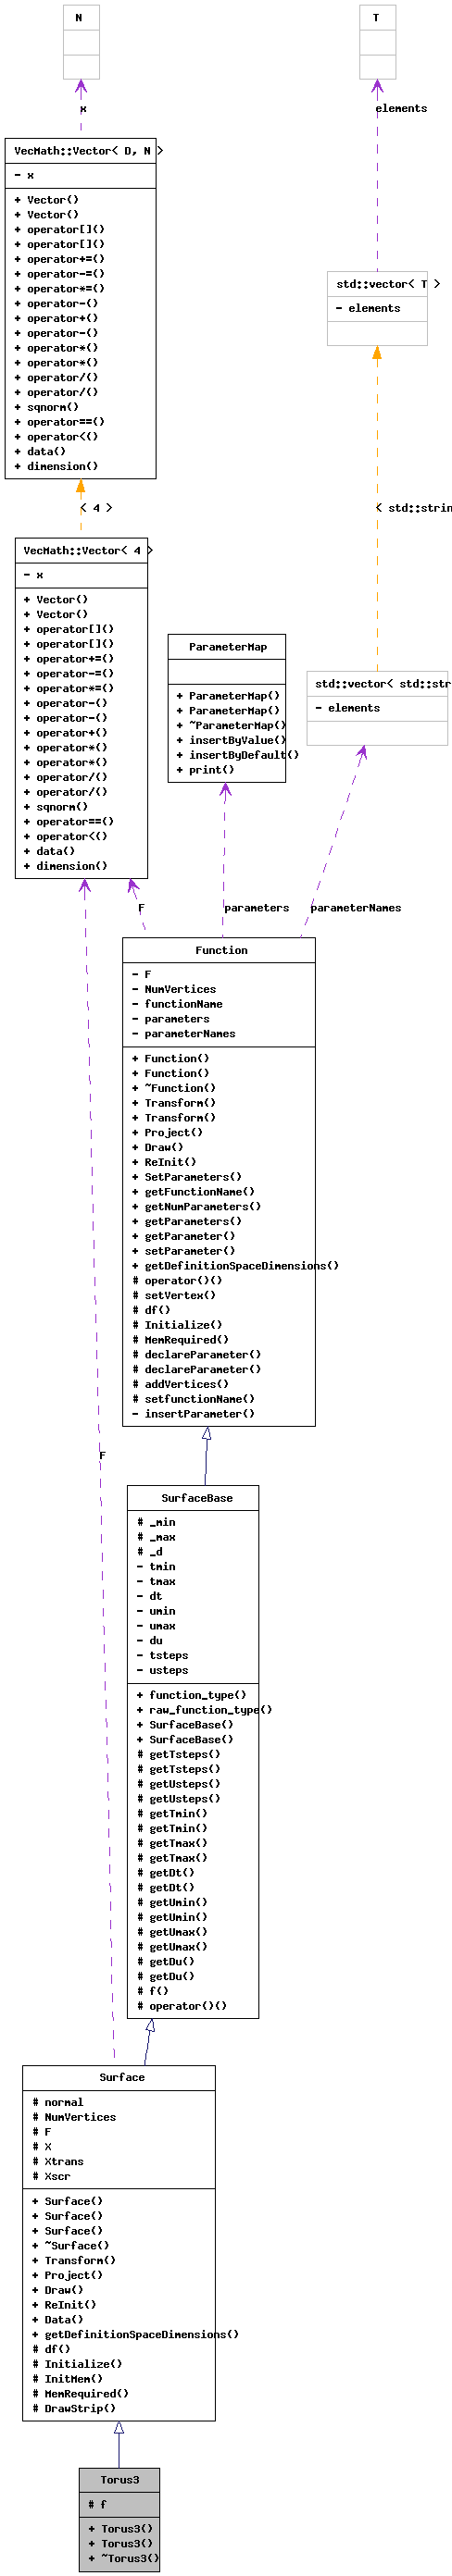 N
T
x
elements
VecMath::Vector< D, N >
- x
+ Vector()
+ Vector()
+ operator[]()
+ operator[]()
+ operator+=()
+ operator-=()
+ operator*=()
+ operator-()
+ operator+()
+ operator-()
+ operator*()
+ operator*()
+ operator/()
+ operator/()
+ sqnorm()
+ operator==()
+ operator<()
+ data()
+ dimension()
std::vector< T >
- elements
< 4 >
< std::strin
VecMath::Vector< 4 >
- x
+ Vector()
+ Vector()
+ operator[]()
+ operator[]()
+ operator+=()
+ operator-=()
+ operator*=()
+ operator-()
+ operator-()
+ operator+()
+ operator*()
+ operator*()
+ operator/()
+ operator/()
+ sqnorm()
+ operator==()
+ operator<()
+ data()
+ dimension()
ParameterMap
+ ParameterMap()
+ ParameterMap()
+ ~ParameterMap()
+ insertByValue()
+ insertByDefault()
+ print()
std::vector< std::str
- elements
F
parameters
parameterNames
Function
- F
- NumVertices
- functionName
- parameters
- parameterNames
+ Function()
+ Function()
+ ~Function()
+ Transform()
+ Transform()
+ Project()
+ Draw()
+ ReInit()
+ SetParameters()
+ getFunctionName()
+ getNumParameters()
+ getParameters()
+ getParameter()
+ setParameter()
+ getDefinitionSpaceDimensions()
# operator()()
# setVertex()
# df()
# Initialize()
# MemRequired()
# declareParameter()
# declareParameter()
# addVertices()
# setfunctionName()
- insertParameter()
F
SurfaceBase
# _min
# _max
# _d
- tmin
- tmax
- dt
- umin
- umax
- du
- tsteps
- usteps
+ function_type()
+ raw_function_type()
+ SurfaceBase()
+ SurfaceBase()
# getTsteps()
# getTsteps()
# getUsteps()
# getUsteps()
# getTmin()
# getTmin()
# getTmax()
# getTmax()
# getDt()
# getDt()
# getUmin()
# getUmin()
# getUmax()
# getUmax()
# getDu()
# getDu()
# f()
# operator()()
Surface
# normal
# NumVertices
# F
# X
# Xtrans
# Xscr
+ Surface()
+ Surface()
+ Surface()
+ ~Surface()
+ Transform()
+ Project()
+ Draw()
+ ReInit()
+ Data()
+ getDefinitionSpaceDimensions()
# df()
# Initialize()
# InitMem()
# MemRequired()
# DrawStrip()
Torus3
# f
+ Torus3()
+ Torus3()
+ ~Torus3()